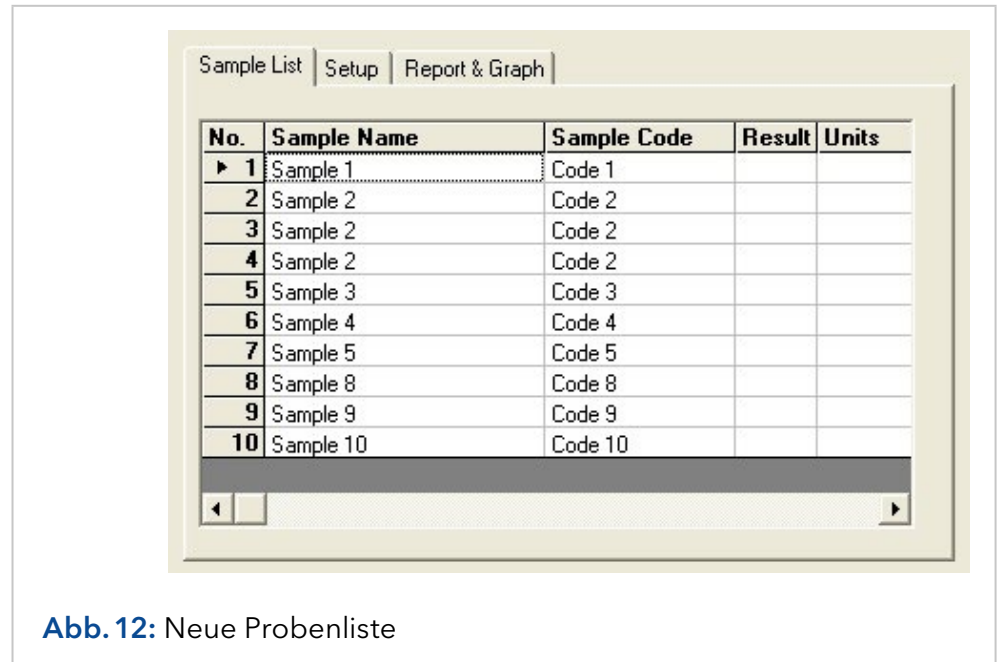 Sample List Setup Report & Graph
No. Sample Name Sample Code Result Units
1 Sample 1 Code 1
2 Sample 2 Code 2
3 Sample 2 Code 2
4 Sample 2 Code 2
5 Sample 3 Code 3
6 Sample 4 Code 4
7 Sample 5 Code 5
8 Sample 8 Code 8
9 Sample 9 Code 9
10 Sample 10 Code 10
Abb. 12: Neue Probenliste